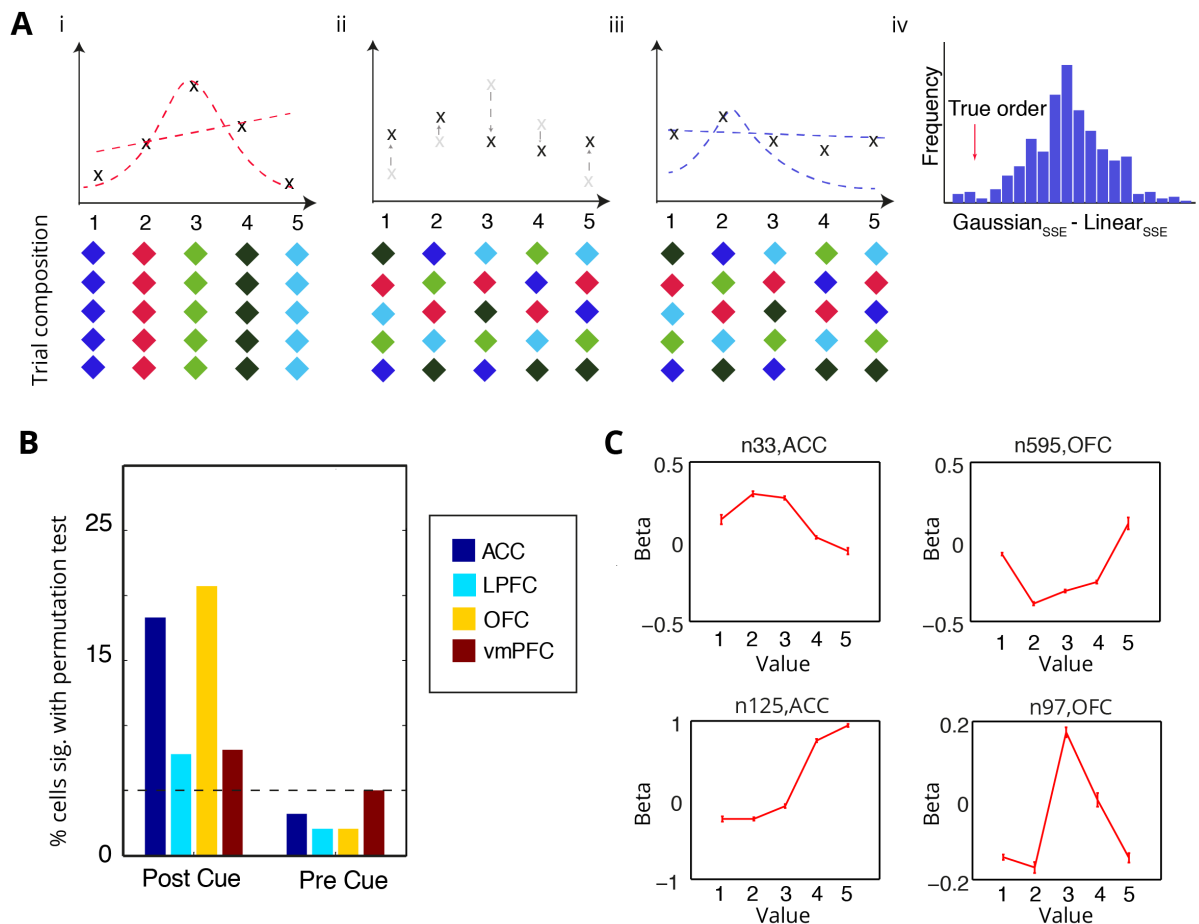 A
i
ii
iii
iv
x x x x x
x x x x x
x x x x
x x x x x
1 2 3 4 5
1 2 3 4 5
1 2 3 4 5
Trial composition
Frequency
True order
GaussianSSE - LinearSSE
B
% cells sig. with permutation test
25
15
0
Post Cue
Pre Cue
ACC
LPFC
OFC
vmPFC
C
n33,ACC
0.5
0
−0.5
Beta
1 2 3 4 5
Value
n595,OFC
0.5
0
−0.5
Beta
1 2 3 4 5
Value
n125,ACC
1
0
−1
Beta
1 2 3 4 5
Value
n97,OFC
0.2
0
−0.2
Beta
1 2 3 4 5
Value